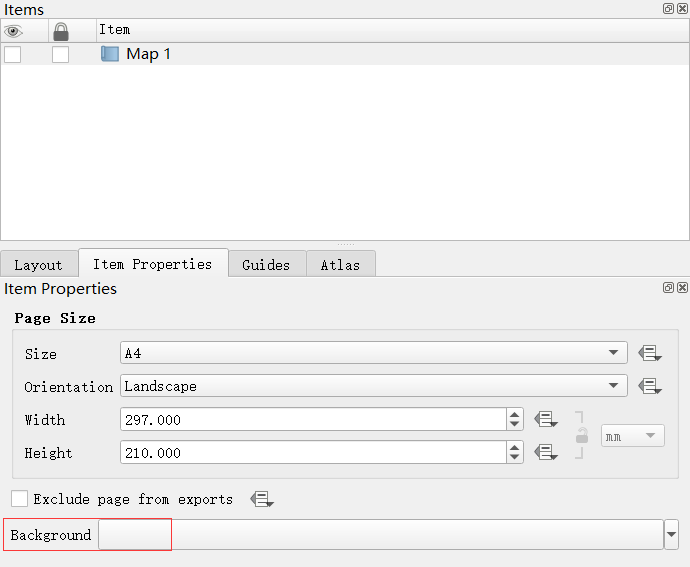 Items
Item
Map 1
Layout
Item Properties
Guides
Atlas
Item Properties
Page Size
Size
A4
Orientation
Landscape
Width
297.000
mm
Height
210.000
Exclude page from exports
Background